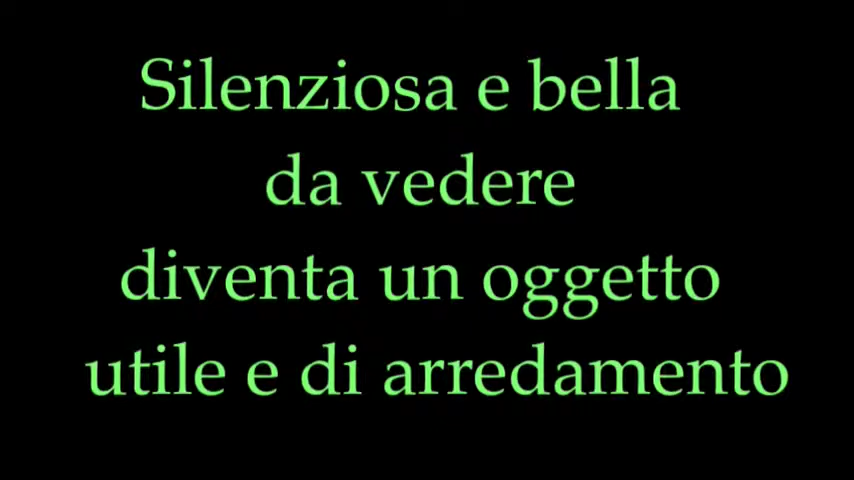 Silenziosa e bella
da vedere
diventa un oggetto
utile e di arredamento